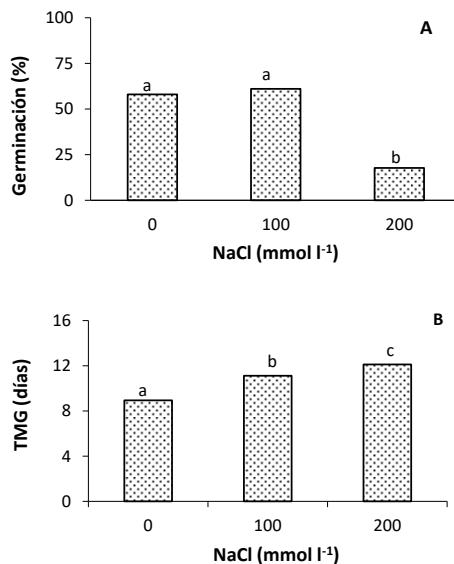 A
100
75
50
25
0
Germinación (%)
a
a
b
0 100 200
NaCl (mmol l⁻¹)
B
16
12
8
4
0
TMG (días)
a
b
c
0 100 200
NaCl (mmol l⁻¹)